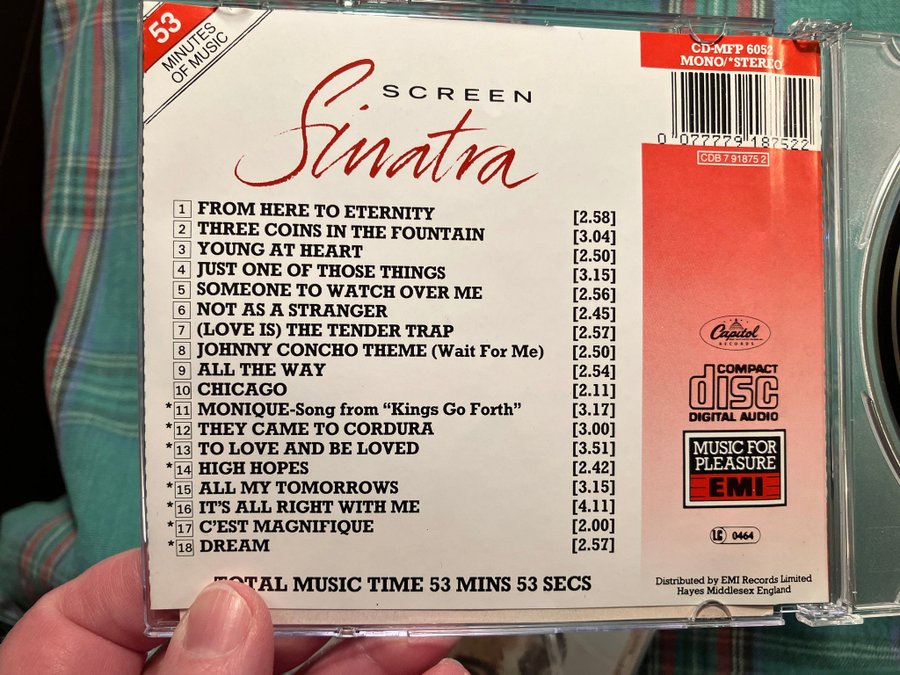 53
MINUTES
OF MUSIC
SCREEN
Sinatra
CD-MFP 6052
MONO/*STEREO
0 077779 187522
CDB 7 91875 2
1 FROM HERE TO ETERNITY [2.58]
2 THREE COINS IN THE FOUNTAIN [3.04]
3 YOUNG AT HEART [2.50]
4 JUST ONE OF THOSE THINGS [3.15]
5 SOMEONE TO WATCH OVER ME [2.56]
6 NOT AS A STRANGER [2.45]
7 (LOVE IS) THE TENDER TRAP [2.57]
8 JOHNNY CONCHO THEME (Wait For Me) [2.50]
9 ALL THE WAY [2.54]
10 CHICAGO [2.11]
*11 MONIQUE-Song from “Kings Go Forth” [3.17]
*12 THEY CAME TO CORDURA [3.00]
*13 TO LOVE AND BE LOVED [3.51]
*14 HIGH HOPES [2.42]
*15 ALL MY TOMORROWS [3.15]
*16 IT’S ALL RIGHT WITH ME [4.11]
*17 C’EST MAGNIFIQUE [2.00]
*18 DREAM [2.57]
TOTAL MUSIC TIME 53 MINS 53 SECS
Capitol
RECORDS
COMPACT
disc
DIGITAL AUDIO
MUSIC FOR
PLEASURE
EMI
LC 0464
Distributed by EMI Records Limited
Hayes Middlesex England